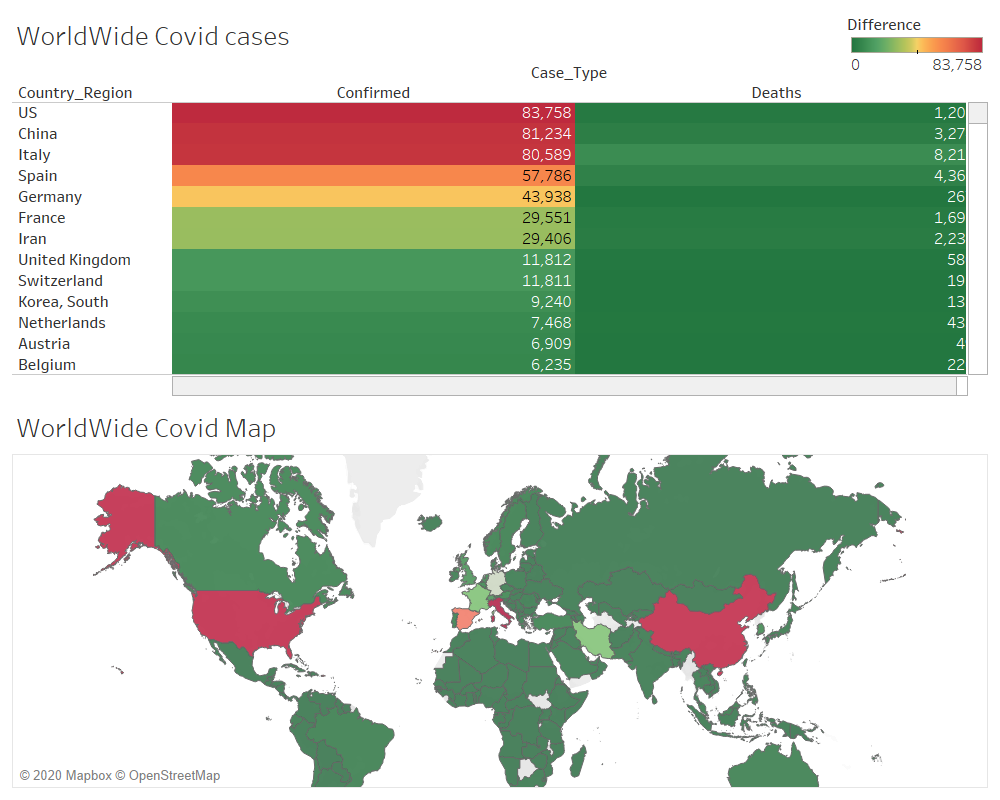 WorldWide Covid cases
Difference
0 83,758
Case_Type
Country_Region Confirmed Deaths
US 83,758 1,20
China 81,234 3,27
Italy 80,589 8,21
Spain 57,786 4,36
Germany 43,938 26
France 29,551 1,69
Iran 29,406 2,23
United Kingdom 11,812 58
Switzerland 11,811 19
Korea, South 9,240 13
Netherlands 7,468 43
Austria 6,909 4
Belgium 6,235 22
WorldWide Covid Map
© 2020 Mapbox © OpenStreetMap